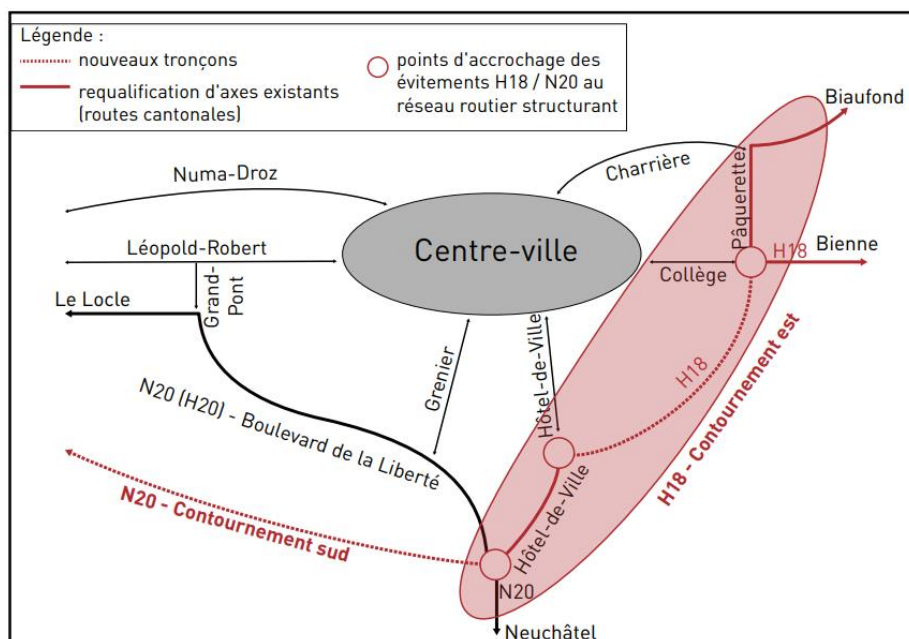 Légende :
nouveaux tronçons
requalification d'axes existants
(routes cantonales)
points d'accrochage des
évitements H18 / N20 au
réseau routier structurant
Biaufond
Charrière
Numa-Droz
Pâquerette
Centre-ville
Léopold-Robert
H18
Bienne
Collège
Grand-
Pont
Le Locle
Hôtel-de-Ville
Grenier
H18
N20 (H20) - Boulevard de la Liberté
H18 - Contournement est
N20 - Contournement sud
Hôtel-de-Ville
N20
Neuchâtel